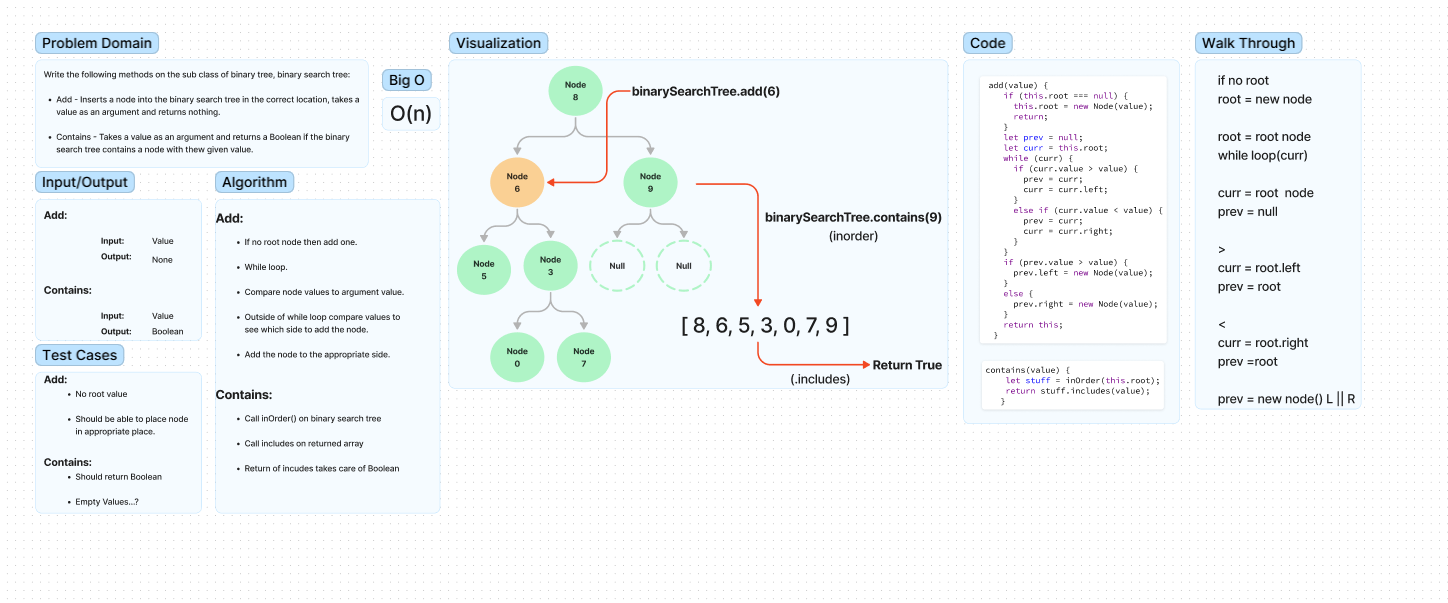 Problem Domain
Write the following methods on the sub class of binary tree, binary search tree:
• Add - Inserts a node into the binary search tree in the correct location, takes a
value as an argument and returns nothing.
• Contains - Takes a value as an argument and returns a Boolean if the binary
search tree contains a node with thew given value.
Big O
O(n)
Input/Output
Add:
Input: Value
Output: None
Contains:
Input: Value
Output: Boolean
Test Cases
Add:
• No root value
• Should be able to place node
in appropriate place.
Contains:
• Should return Boolean
• Empty Values...?
Algorithm
Add:
• If no root node then add one.
• While loop.
• Compare node values to argument value.
• Outside of while loop compare values to
see which side to add the node.
• Add the node to the appropriate side.
Contains:
• Call inOrder() on binary search tree
• Call includes on returned array
• Return of incudes takes care of Boolean
Visualization
Node
8
binarySearchTree.add(6)
Node
6
Node
9
binarySearchTree.contains(9)
(inorder)
Node
5
Node
3
Null
Null
Node
0
Node
7
[ 8, 6, 5, 3, 0, 7, 9 ]
Return True
(.includes)
Code
add(value) {
if (this.root === null) {
this.root = new Node(value);
return;
}
let prev = null;
let curr = this.root;
while (curr) {
if (curr.value > value) {
prev = curr;
curr = curr.left;
}
else if (curr.value < value) {
prev = curr;
curr = curr.right;
}
}
if (prev.value > value) {
prev.left = new Node(value);
}
else {
prev.right = new Node(value);
}
return this;
}
contains(value) {
let stuff = inOrder(this.root);
return stuff.includes(value);
}
Walk Through
if no root
root = new node
root = root node
while loop(curr)
curr = root node
prev = null
>
curr = root.left
prev = root
<
curr = root.right
prev =root
prev = new node() L || R